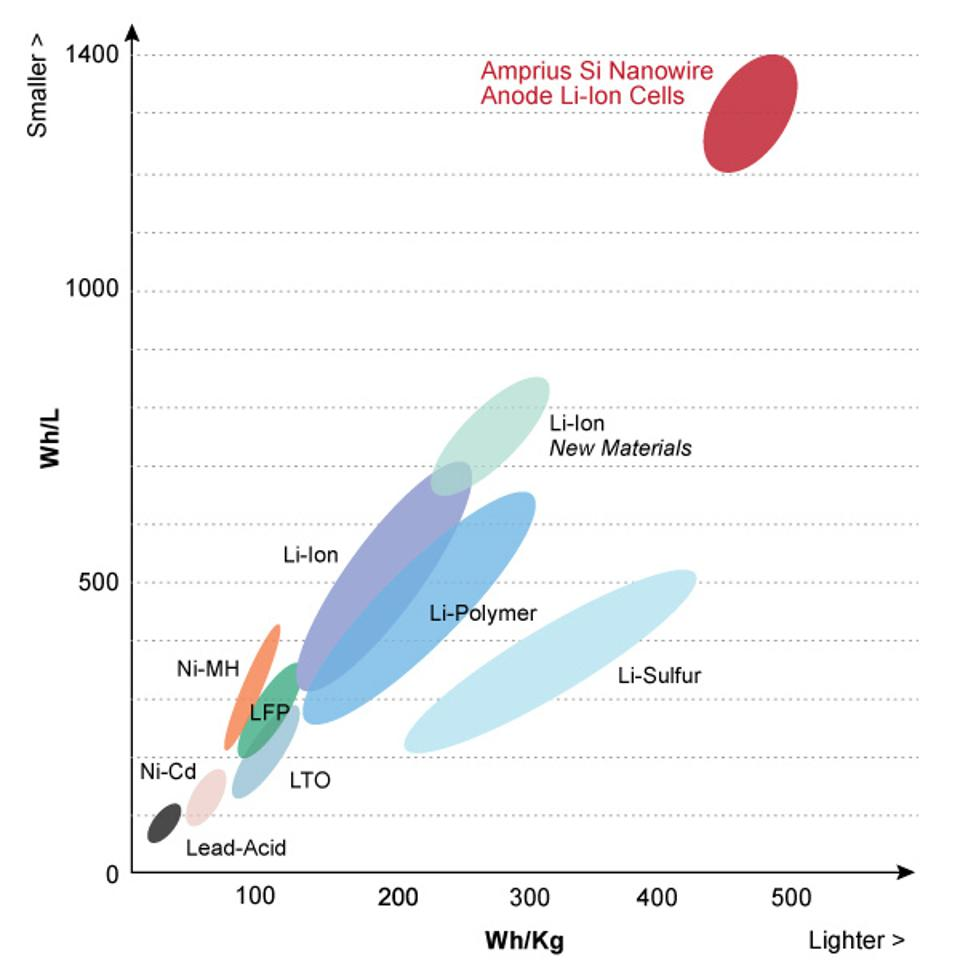 Smaller >
1400
Amprius Si Nanowire
Anode Li-Ion Cells
1000
Wh/L
Li-Ion
New Materials
Li-Ion
500
Li-Polymer
Ni-MH
Li-Sulfur
LFP
Ni-Cd
LTO
Lead-Acid
0
100 200 300 400 500
Wh/Kg
Lighter >